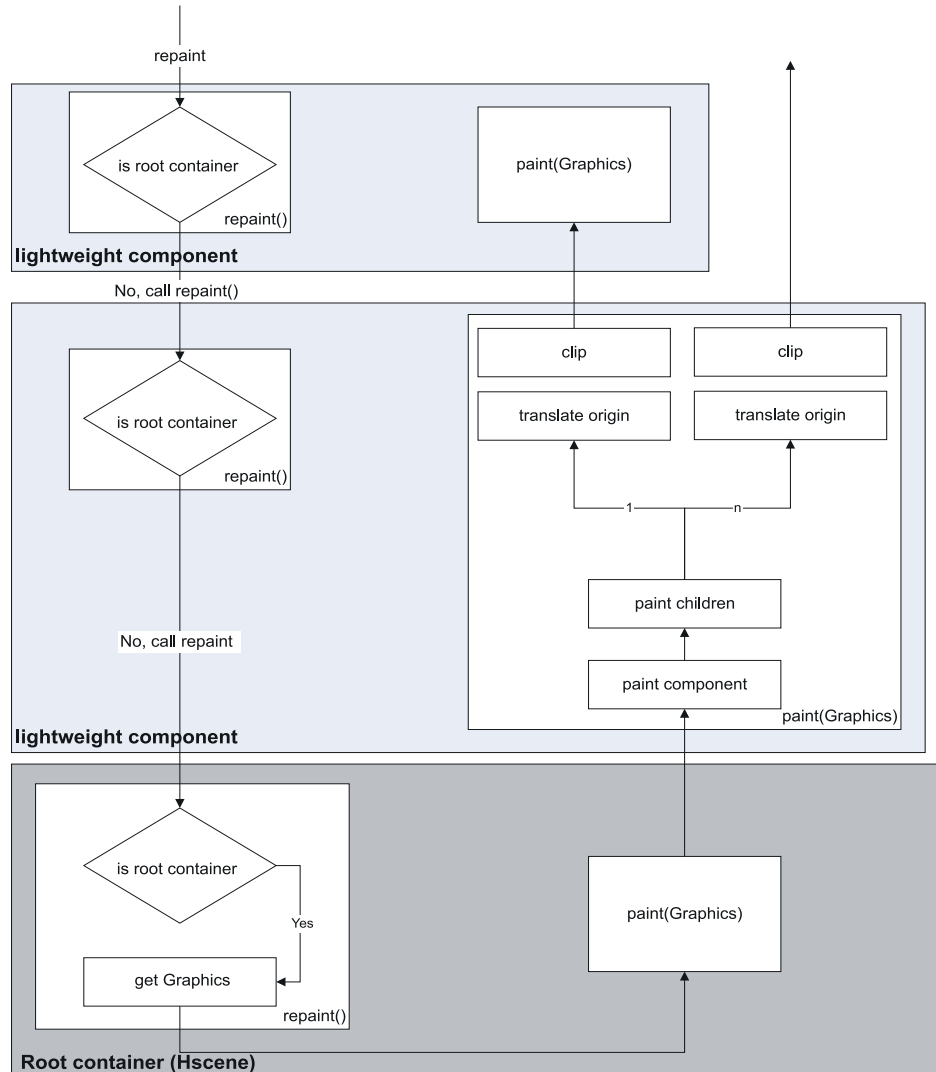 repaint
is root container
repaint()
paint(Graphics)
lightweight component
No, call repaint()
is root container
repaint()
clip
clip
translate origin
translate origin
1
n
paint children
No, call repaint
paint component
paint(Graphics)
lightweight component
is root container
Yes
get Graphics
repaint()
paint(Graphics)
Root container (Hscene)